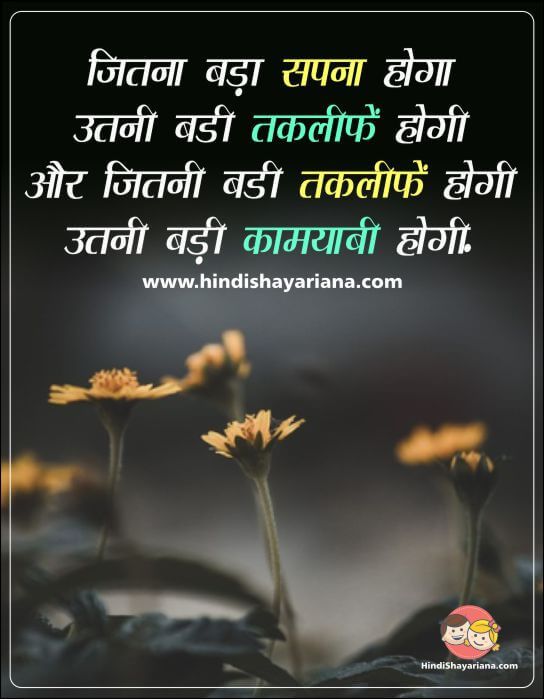 जितना बड़ा सपना होगा
उतनी बडी तकलीफें होगी
और जितनी बडी तकलीफें होगी
उतनी बड़ी कामयाबी होगी.
www.hindishayariana.com
HindiShayariana.com